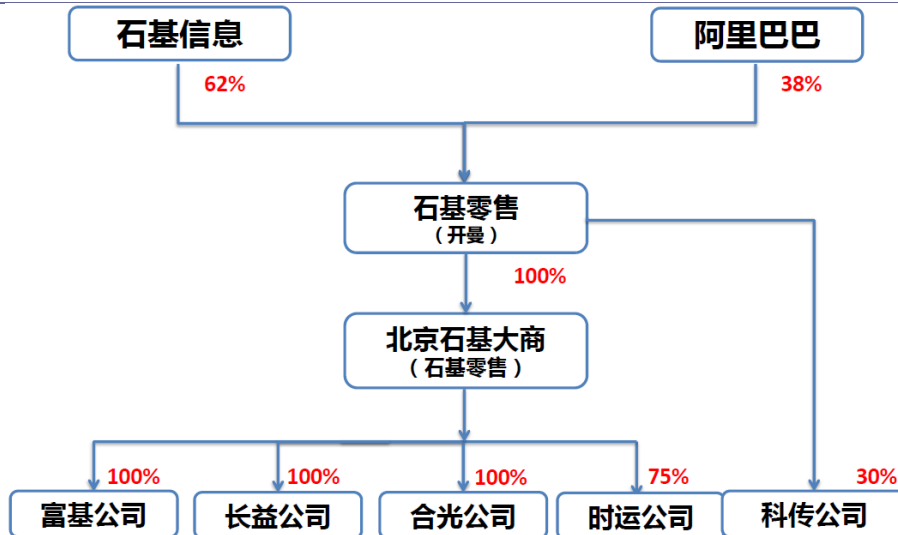 石基信息
阿里巴巴
62%
38%
石基零售
（开曼）
100%
北京石基大商
（石基零售）
100%
100%
100%
75%
30%
富基公司
长益公司
合光公司
时运公司
科传公司